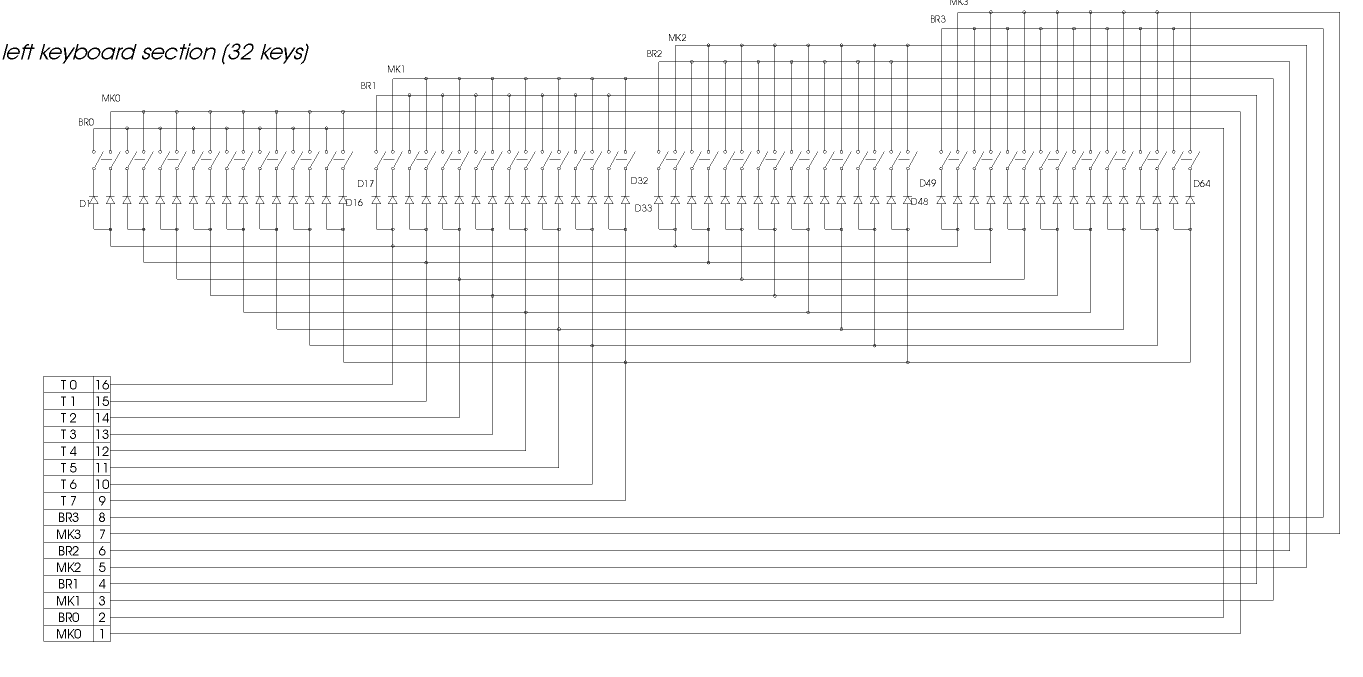 MK3
BR3
left keyboard section (32 keys)
MK2
BR2
MK1
BR1
MK0
BR0
D1
D16
D17
D32
D33
D48
D49
D64
T 0 16
T 1 15
T 2 14
T 3 13
T 4 12
T 5 11
T 6 10
T 7 9
BR3 8
MK3 7
BR2 6
MK2 5
BR1 4
MK1 3
BR0 2
MK0 1